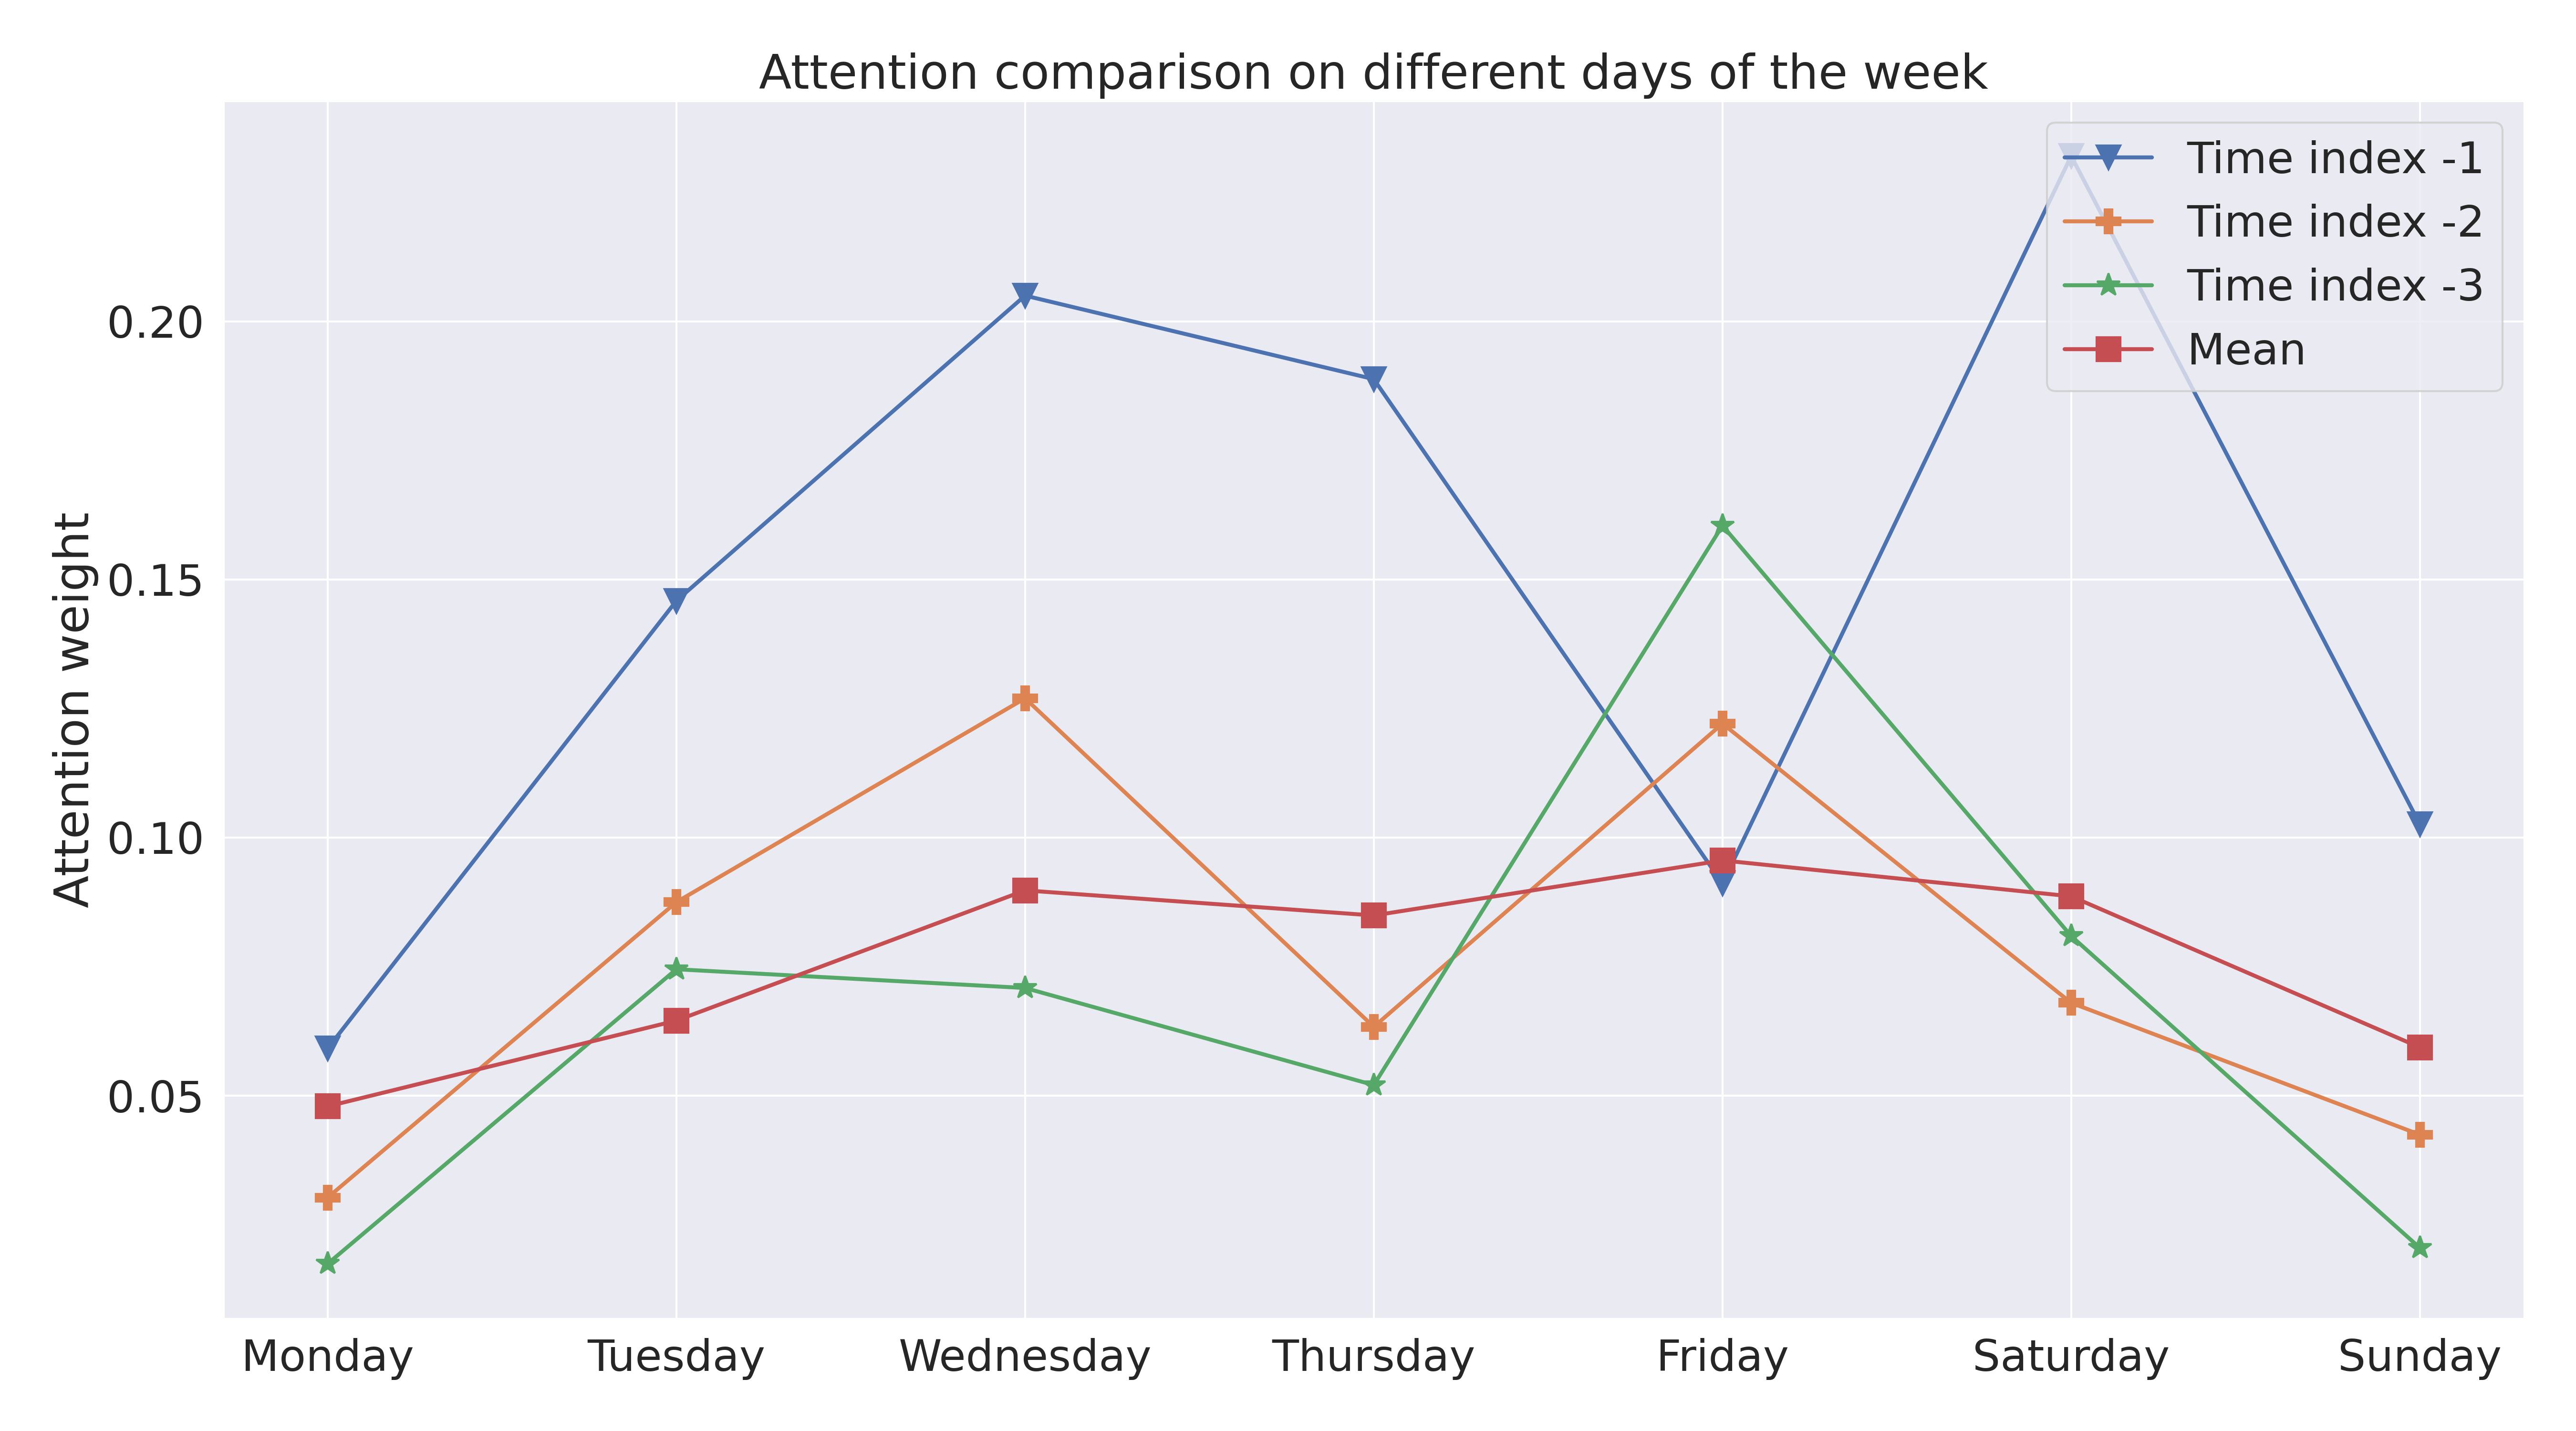 Attention comparison on different days of the week
Time index -1
Time index -2
Time index -3
Mean
Attention weight
0.20
0.15
0.10
0.05
Monday Tuesday Wednesday Thursday Friday Saturday Sunday